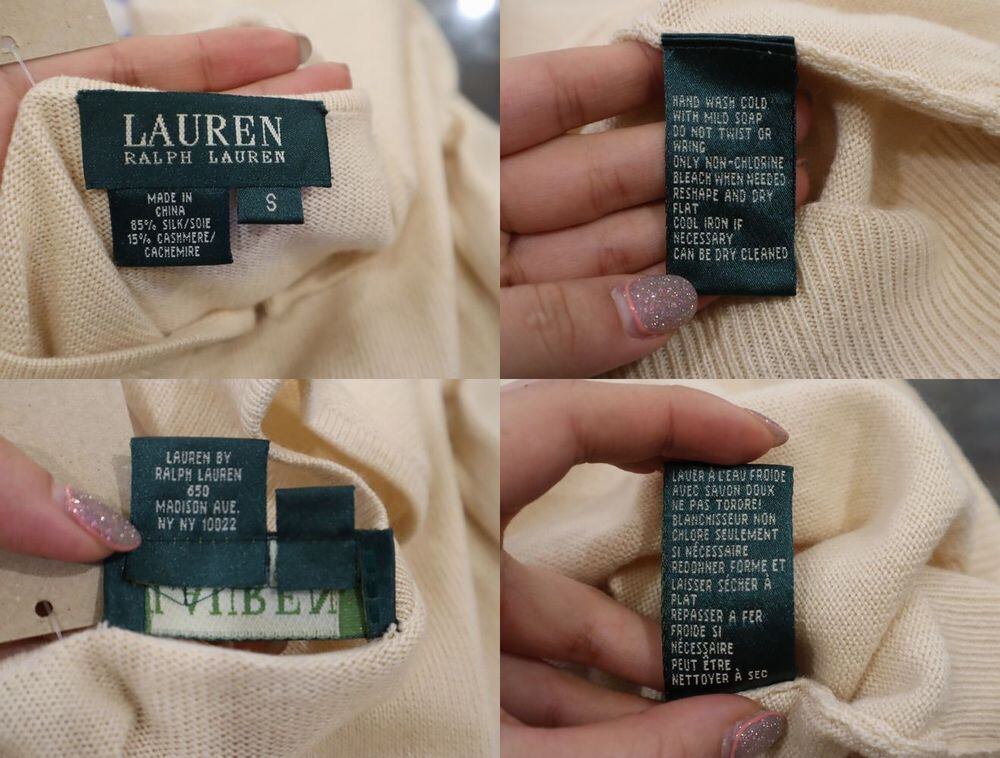 LAUREN
RALPH LAUREN
MADE IN
CHINA
85% SILK/SOIE
15% CASHMERE/
CACHEMIRE
S
HAND WASH COLD
WITH MILD SOAP
DO NOT TWIST OR
WRING
ONLY NON-CHLORINE
BLEACH WHEN NEEDED
RESHAPE AND DRY
FLAT
COOL IRON IF
NECESSARY
CAN BE DRY CLEANED
LAUREN BY
RALPH LAUREN
650
MADISON AVE.
NY NY 10022
LAUREN
LAVER À L'EAU FROIDE
AVEC SAVON DOUX
NE PAS TORDRE!
BLANCHISSEUR NON
CHLORE SEULEMENT
SI NÉCESSAIRE
REDONNER FORME ET
LAISSER SÉCHER À
PLAT
REPASSER A FER
FROIDE SI
NÉCESSAIRE
PEUT ÊTRE
NETTOYER À SEC